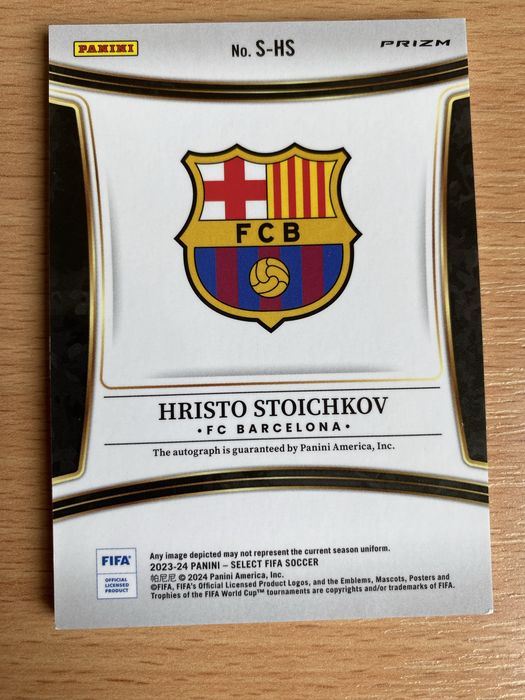 PANINI
No. S-HS
PRIZM
FCB
HRISTO STOICHKOV
• FC BARCELONA •
The autograph is guaranteed by Panini America, Inc.
FIFA®
OFFICIAL
LICENSED
PRODUCT
Any image depicted may not represent the current season uniform.
2023-24 PANINI – SELECT FIFA SOCCER
帕尼尼 © 2024 Panini America, Inc.
©FIFA, FIFA's Official Licensed Product Logos, and the Emblems, Mascots, Posters and
Trophies of the FIFA World Cup™ tournaments are copyrights and/or trademarks of FIFA.